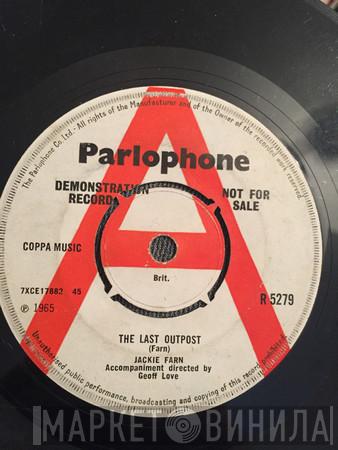 The Parlophone Co. Ltd. · All rights of the Manufacturer and of the Owner of the recorded work reserved
Parlophone
DEMONSTRATION NOT FOR
RECORD SALE
COPPA MUSIC
Brit.
7XCE17882 45
℗ 1965
R 5279
THE LAST OUTPOST
(Farn)
JACKIE FARN
Accompaniment directed by
Geoff Love
Unauthorised public performance, broadcasting and copying of this record
МАРКЕТ ВИНИЛА